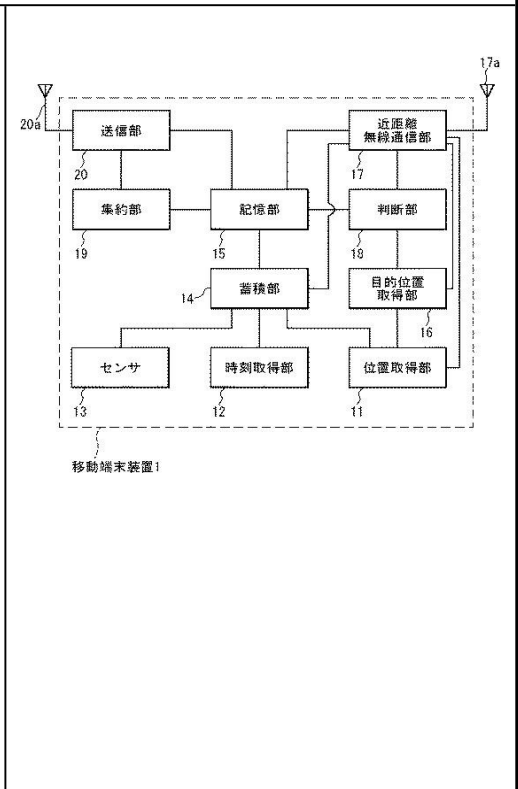 20a
17a
送信部
20
近距離
無線通信部
17
集約部
19
記憶部
15
判断部
18
14
蓄積部
目的位置
取得部
16
センサ
13
時刻取得部
12
位置取得部
11
移動端末装置1